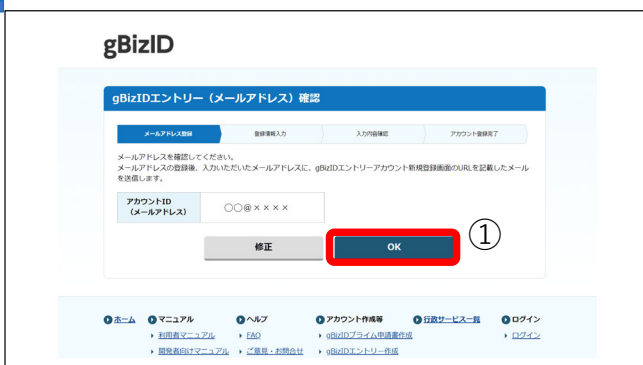 gBizID
gBizIDエントリー（メールアドレス）確認
メールアドレス登録 登録情報入力 入力内容確認 アカウント登録完了
メールアドレスを確認してください。
メールアドレスの登録後、入力いただいたメールアドレスに、gBizIDエントリーアカウント新規登録画面のURLを記載したメール
を送信します。
アカウントID
（メールアドレス）
○○@××××
修正 OK ①
ホーム マニュアル ヘルプ アカウント作成等 行政サービス一覧 ログイン
利用者マニュアル FAQ gBizIDプライム申請書作成 ログイン
開発者向けマニュアル ご意見・お問合せ gBizIDエントリー作成